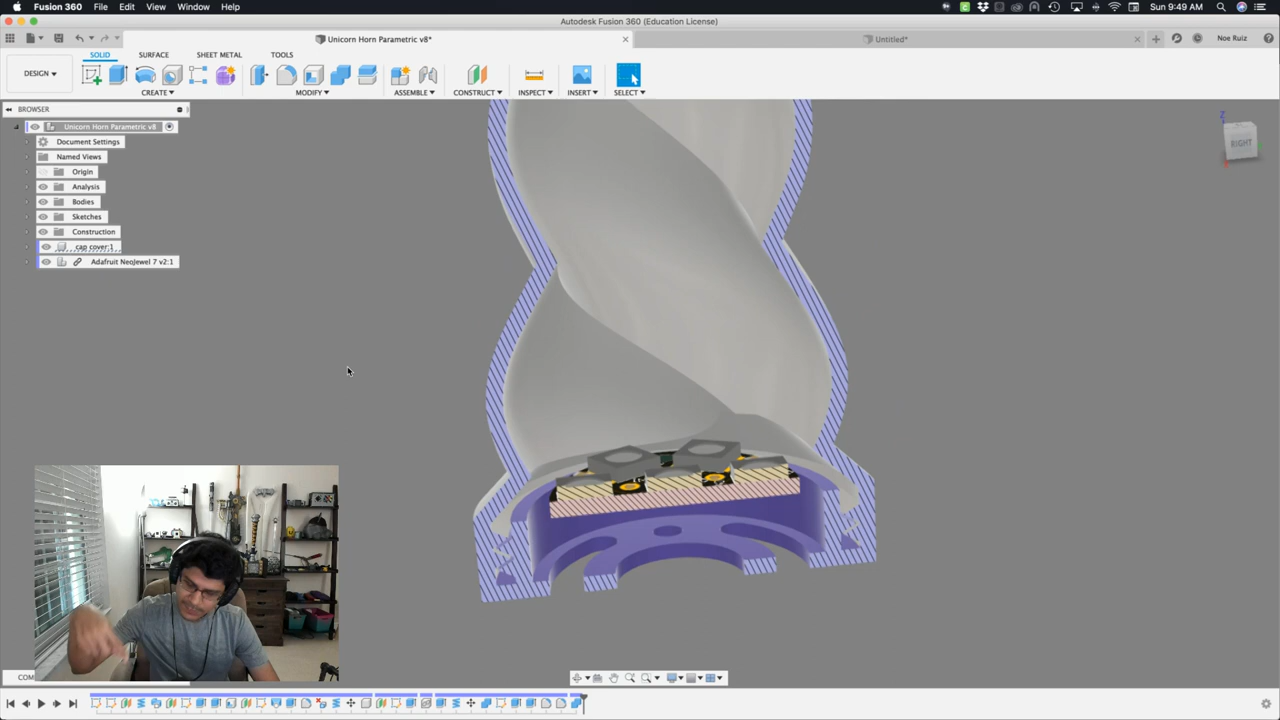 Fusion 360 File Edit View Window Help Sun 9:49 AM
Autodesk Fusion 360 (Education License)
Unicorn Horn Parametric v8* Untitled* Noe Ruiz
SOLID SURFACE SHEET METAL TOOLS
DESIGN CREATE MODIFY ASSEMBLE CONSTRUCT INSPECT INSERT SELECT
BROWSER
Unicorn Horn Parametric v8
Document Settings
Named Views
Origin
Analysis
Bodies
Sketches
Construction
cap cover:1
Adafruit NeoJewel 7 v2:1
Z
RIGHT
COM